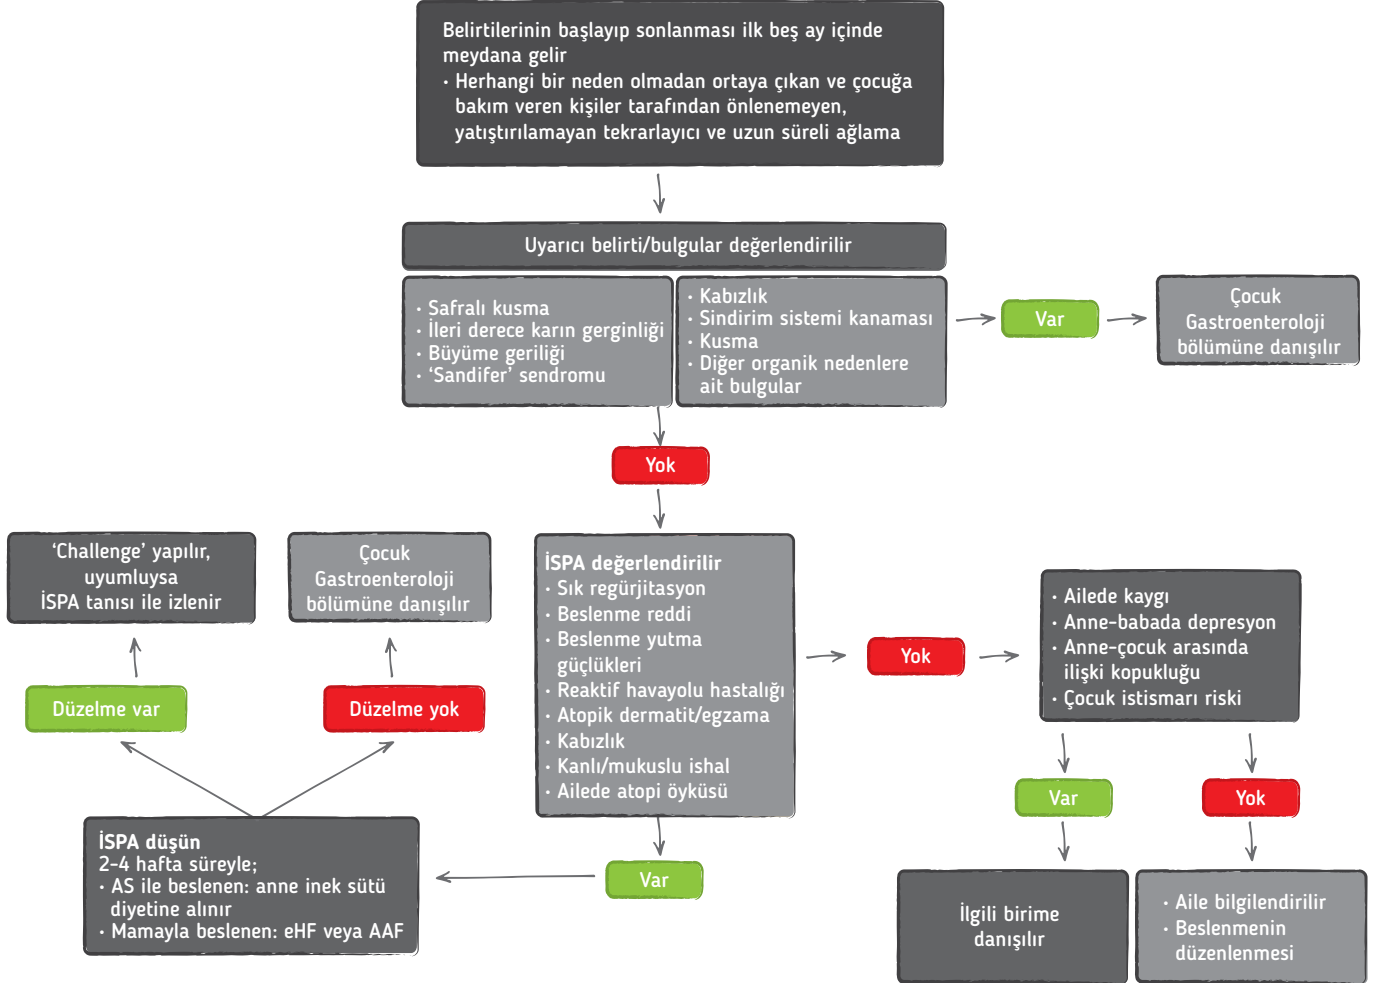 Belirtilerinin başlayıp sonlanması ilk beş ay içinde
meydana gelir
· Herhangi bir neden olmadan ortaya çıkan ve çocuğa
bakım veren kişiler tarafından önlenemeyen,
yatıştırılamayan tekrarlayıcı ve uzun süreli ağlama
Uyarıcı belirti/bulgular değerlendirilir
· Safralı kusma
· İleri derece karın gerginliği
· Büyüme geriliği
· ‘Sandifer’ sendromu
· Kabızlık
· Sindirim sistemi kanaması
· Kusma
· Diğer organik nedenlere
ait bulgular
Var
Çocuk
Gastroenteroloji
bölümüne danışılır
Yok
‘Challenge’ yapılır,
uyumluysa
İSPA tanısı ile izlenir
Çocuk
Gastroenteroloji
bölümüne danışılır
İSPA değerlendirilir
· Sık regürjitasyon
· Beslenme reddi
· Beslenme yutma
güçlükleri
· Reaktif havayolu hastalığı
· Atopik dermatit/egzama
· Kabızlık
· Kanlı/mukuslu ishal
· Ailede atopi öyküsü
Yok
· Ailede kaygı
· Anne-babada depresyon
· Anne-çocuk arasında
ilişki kopukluğu
· Çocuk istismarı riski
Düzelme var
Düzelme yok
Var
Yok
İSPA düşün
2-4 hafta süreyle;
· AS ile beslenen: anne inek sütü
diyetine alınır
· Mamayla beslenen: eHF veya AAF
Var
İlgili birime
danışılır
· Aile bilgilendirilir
· Beslenmenin
düzenlenmesi